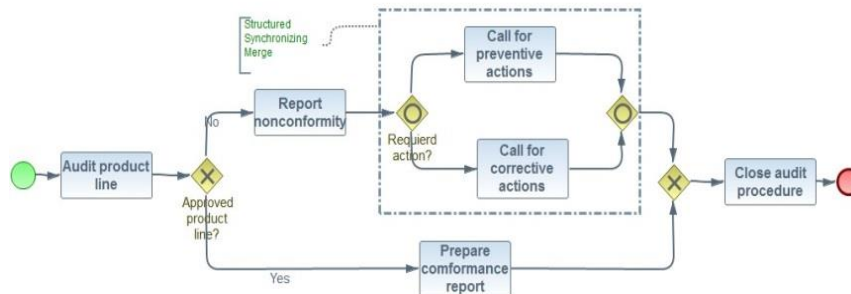 Structured
Synchronizing
Merge
Call for
preventive
actions
Report
nonconformity
No
Requierd
action?
Call for
corrective
actions
Audit product
line
Approved
product
line?
Close audit
procedure
Yes
Prepare
comformance
report